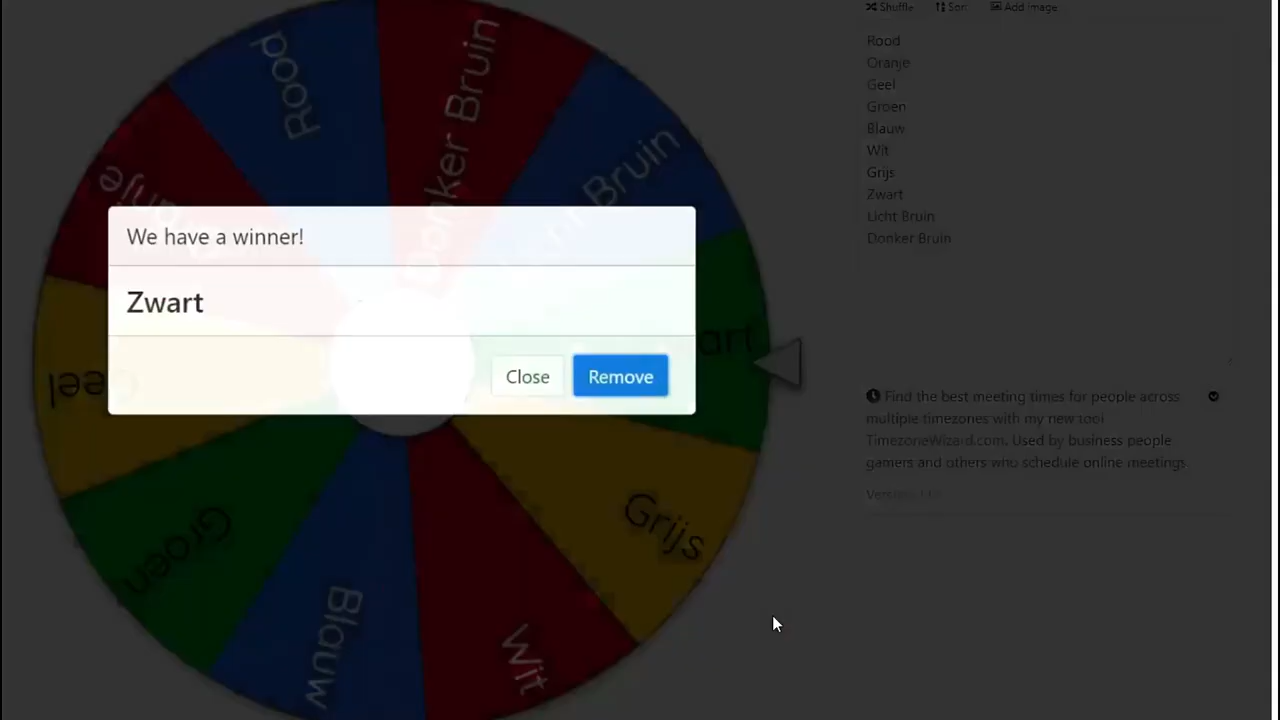 Shuffle Sort Add image
Rood
Oranje
Geel
Groen
Blauw
Wit
Grijs
Zwart
Licht Bruin
Donker Bruin
Rood
Donker Bruin
Bruin
Grijs
Wit
Blauw
Groen
Geel
We have a winner!
Zwart
Close Remove
Find the best meeting times for people across
multiple timezones with my new tool
TimezoneWizard.com. Used by business people
gamers and others who schedule online meetings